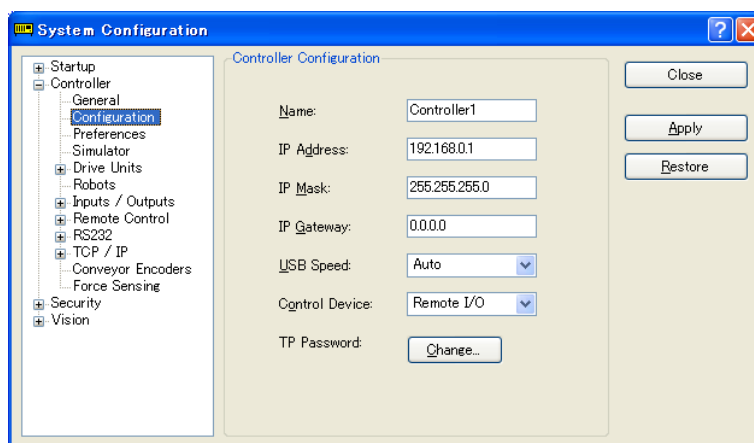 System Configuration
Startup
Controller
General
Configuration
Preferences
Simulator
Drive Units
Robots
Inputs / Outputs
Remote Control
RS232
TCP / IP
Conveyor Encoders
Force Sensing
Security
Vision
Controller Configuration
Name: Controller1
IP Address: 192.168.0.1
IP Mask: 255.255.255.0
IP Gateway: 0.0.0.0
USB Speed: Auto
Control Device: Remote I/O
TP Password: Change...
Close
Apply
Restore